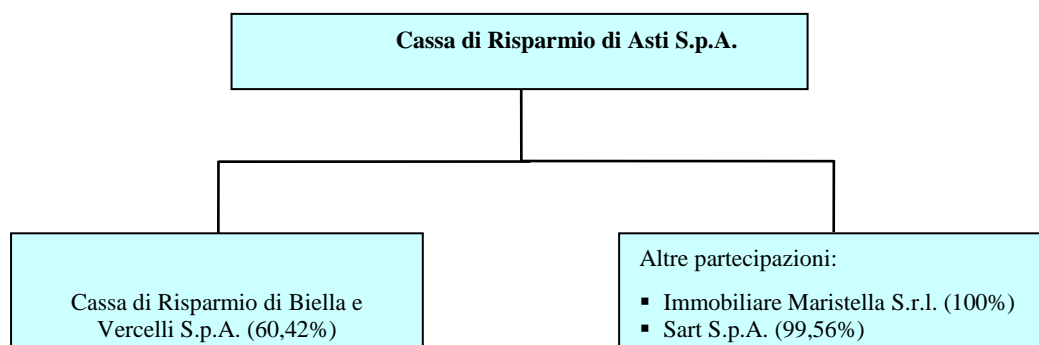 Cassa di Risparmio di Asti S.p.A.
Cassa di Risparmio di Biella e
Vercelli S.p.A. (60,42%)
Altre partecipazioni:
▪ Immobiliare Maristella S.r.l. (100%)
▪ Sart S.p.A. (99,56%)